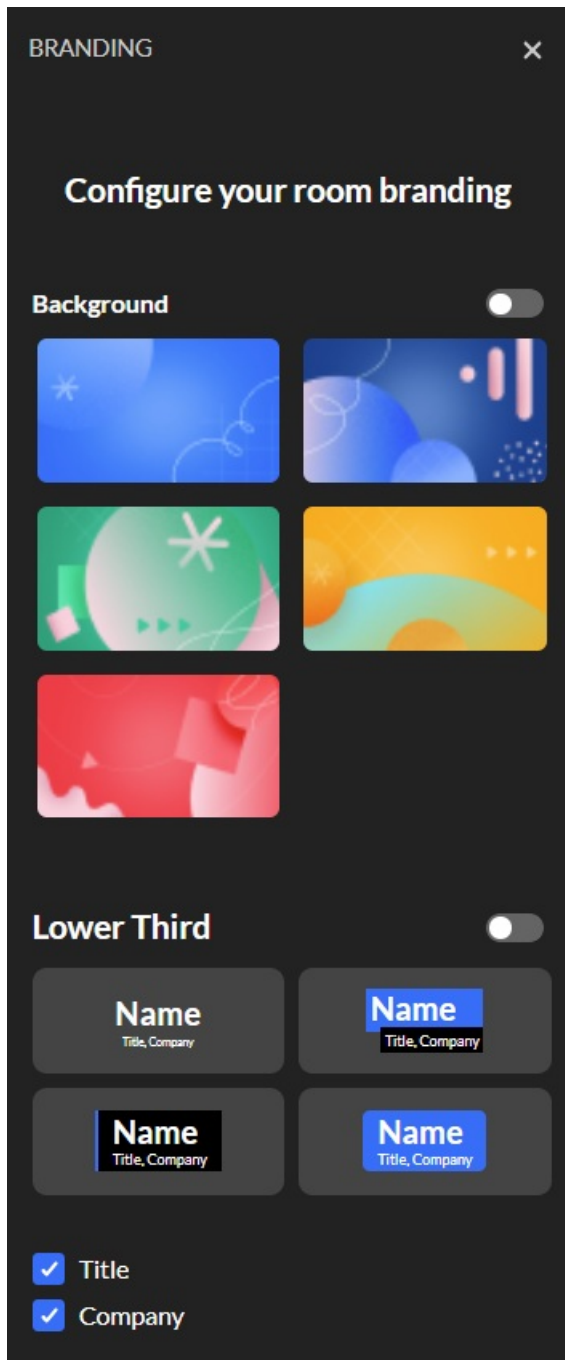 BRANDING
Configure your room branding
Background
Lower Third
Name
Title, Company
Name
Title, Company
Name
Title, Company
Name
Title, Company
Title
Company